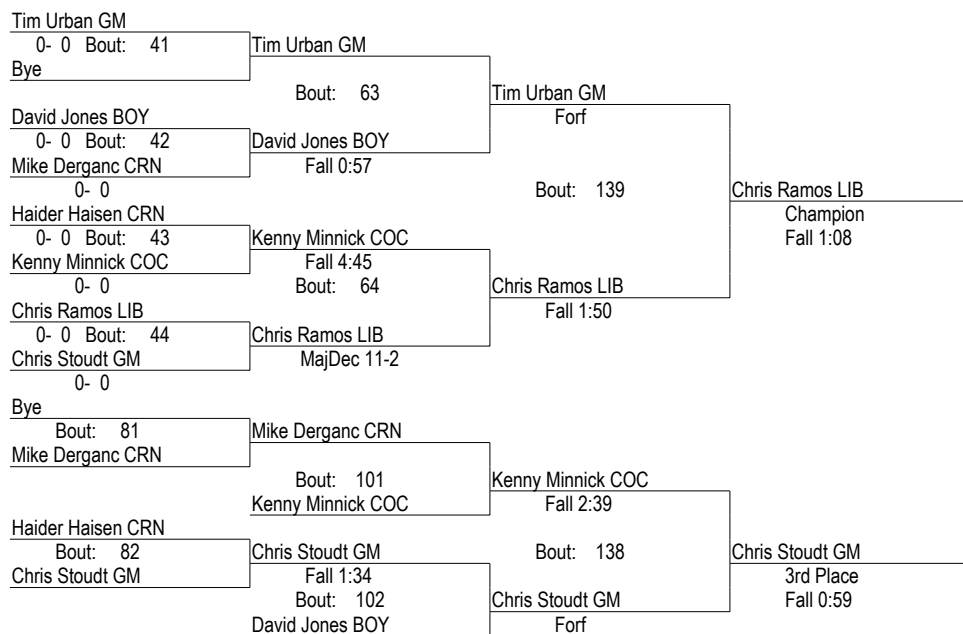 Tim Urban GM
0- 0 Bout: 41
Tim Urban GM
Bye
Bout: 63
Tim Urban GM
David Jones BOY
Forf
0- 0 Bout: 42
David Jones BOY
Mike Derganc CRN
Fall 0:57
0- 0
Bout: 139
Chris Ramos LIB
Haider Haisen CRN
Champion
0- 0 Bout: 43
Kenny Minnick COC
Fall 1:08
Kenny Minnick COC
Fall 4:45
0- 0
Bout: 64
Chris Ramos LIB
Chris Ramos LIB
Fall 1:50
0- 0 Bout: 44
Chris Ramos LIB
Chris Stoudt GM
MajDec 11-2
0- 0
Bye
Bout: 81
Mike Derganc CRN
Mike Derganc CRN
Bout: 101
Kenny Minnick COC
Kenny Minnick COC
Fall 2:39
Haider Haisen CRN
Bout: 82
Chris Stoudt GM
Bout: 138
Chris Stoudt GM
Chris Stoudt GM
Fall 1:34
3rd Place
Bout: 102
Chris Stoudt GM
Fall 0:59
David Jones BOY
Forf